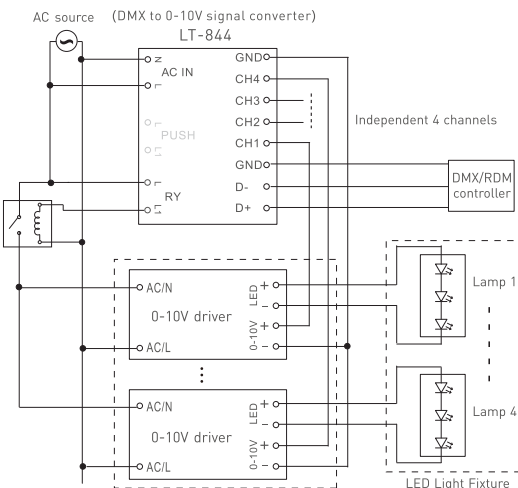 AC source
(DMX to 0-10V signal converter)
LT-844
N
AC IN
L
L
PUSH
L1
L
RY
L1
GND
CH4
CH3
CH2
CH1
GND
D-
D+
Independent 4 channels
DMX/RDM
controller
AC/N
0-10V driver
AC/L
LED
+
-
0-10V
+
-
Lamp 1
AC/N
0-10V driver
AC/L
LED
+
-
0-10V
+
-
Lamp 4
LED Light Fixture